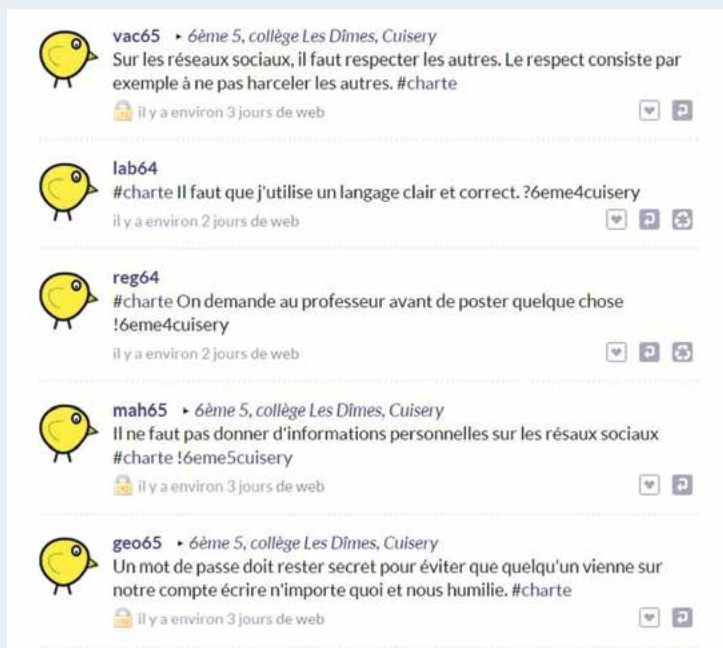 vac65 ▸ 6ème 5, collège Les Dîmes, Cuisery
Sur les réseaux sociaux, il faut respecter les autres. Le respect consiste par
exemple à ne pas harceler les autres. #charte
il y a environ 3 jours de web
lab64
#charte Il faut que j'utilise un langage clair et correct. ?6eme4cuisery
il y a environ 2 jours de web
reg64
#charte On demande au professeur avant de poster quelque chose
!6eme4cuisery
il y a environ 2 jours de web
mah65 ▸ 6ème 5, collège Les Dîmes, Cuisery
Il ne faut pas donner d'informations personnelles sur les résaux sociaux
#charte !6eme5cuisery
il y a environ 3 jours de web
geo65 ▸ 6ème 5, collège Les Dîmes, Cuisery
Un mot de passe doit rester secret pour éviter que quelqu'un vienne sur
notre compte écrire n'importe quoi et nous humilie. #charte
il y a environ 3 jours de web